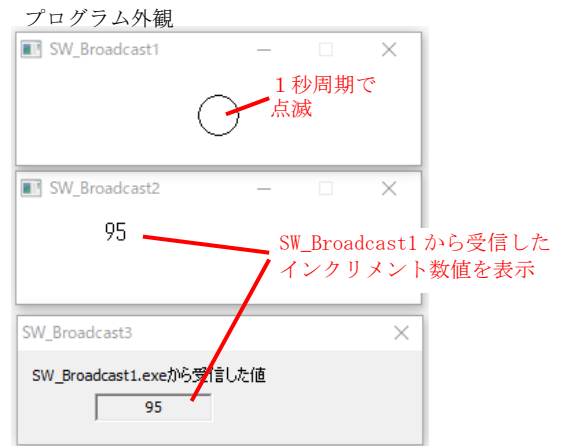 プログラム外観
SW_Broadcast1
１秒周期で
点滅
SW_Broadcast2
95
SW_Broadcast1から受信した
インクリメント数値を表示
SW_Broadcast3
SW_Broadcast1.exeから受信した値
95